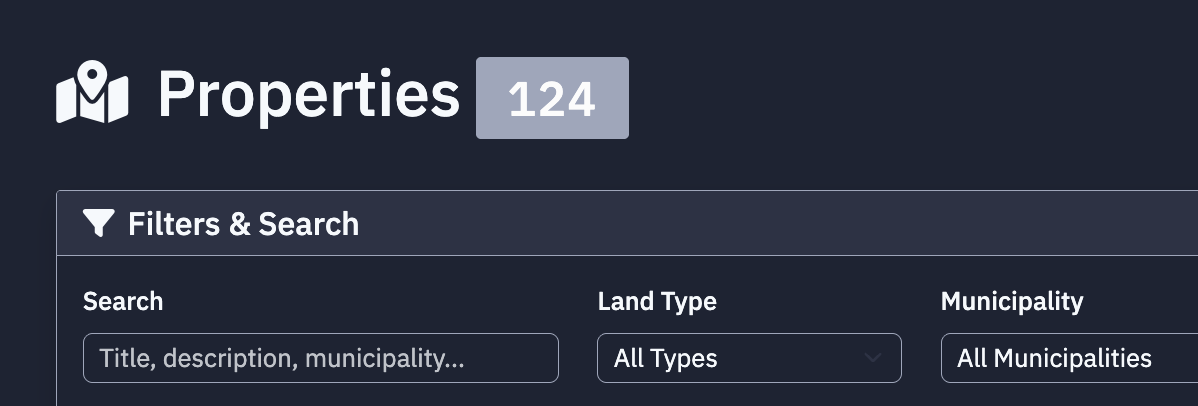 Properties 124
Filters & Search
Search Land Type Municipality
Title, description, municipality... All Types All Municipalities